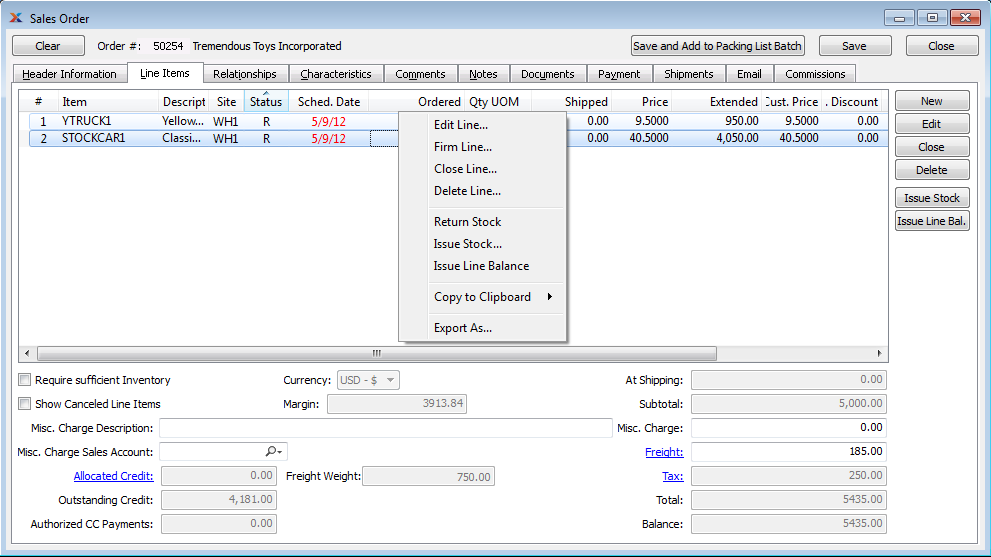 Sales Order
Clear Order #: 50254 Tremendous Toys Incorporated Save and Add to Packing List Batch Save Close
Header Information Line Items Relationships Characteristics Comments Notes Documents Payment Shipments Email Commissions
# Item Descript Site Status Sched. Date Ordered Qty UOM Shipped Price Extended Cust. Price . Discount New
1 YTRUCK1 Yellow... WH1 R 5/9/12 0.00 9.5000 950.00 9.5000 0.00
2 STOCKCAR1 Classi... WH1 R 5/9/12 0.00 40.5000 4,050.00 40.5000 0.00
Edit
Close
Delete
Issue Stock
Issue Line Bal.
Edit Line...
Firm Line...
Close Line...
Delete Line...
Return Stock
Issue Stock...
Issue Line Balance
Copy to Clipboard
Export As...
Require sufficient Inventory Currency: USD - $ At Shipping: 0.00
Show Canceled Line Items Margin: 3913.84 Subtotal: 5,000.00
Misc. Charge Description: Misc. Charge: 0.00
Misc. Charge Sales Account: Freight: 185.00
Allocated Credit: 0.00 Freight Weight: 750.00 Tax: 250.00
Outstanding Credit: 4,181.00 Total: 5435.00
Authorized CC Payments: 0.00 Balance: 5435.00